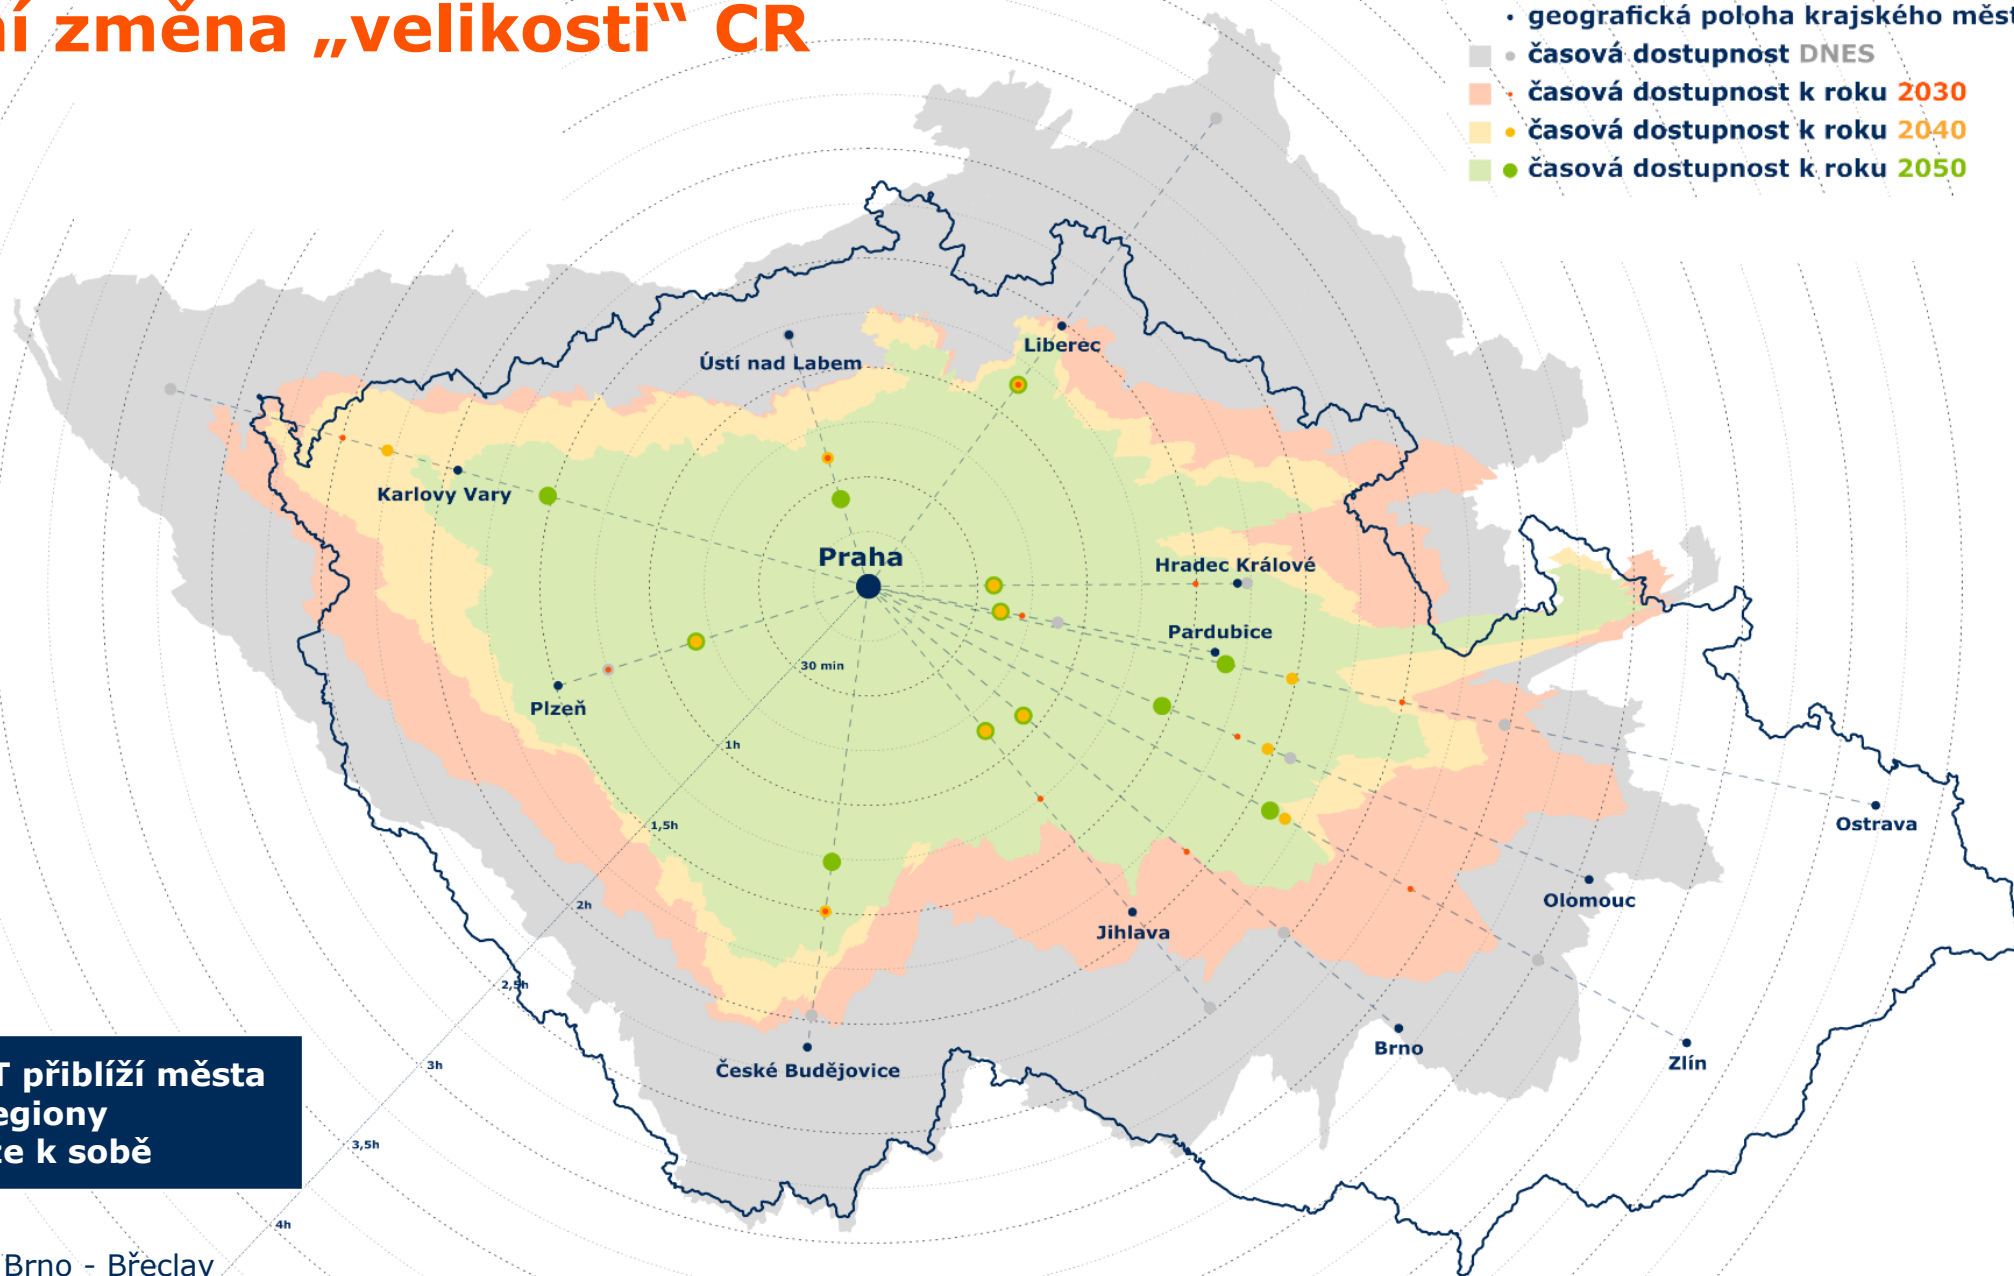 ní změna „velikosti“ ČR
geografická poloha krajského měst
časová dostupnost DNES
časová dostupnost k roku 2030
časová dostupnost k roku 2040
časová dostupnost k roku 2050
Ústí nad Labem
Liberec
Karlovy Vary
Praha
Hradec Králové
Pardubice
30 min
Plzeň
1h
1,5h
Ostrava
2h
Olomouc
Jihlava
2,5h
Brno
Zlín
České Budějovice
3h
T přiblíží města
egiony
že k sobě
3,5h
4h
Brno - Břeclav